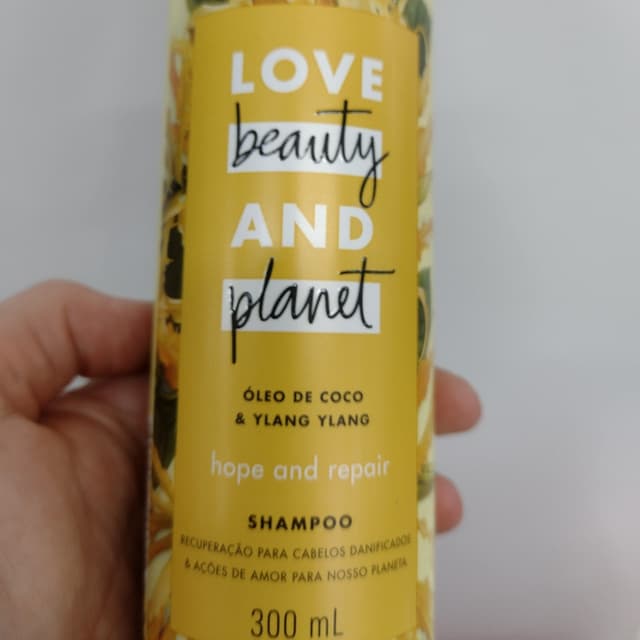 LOVE
beauty
AND
planet
ÓLEO DE COCO
& YLANG YLANG
hope and repair
SHAMPOO
RECUPERAÇÃO PARA CABELOS DANIFICADOS
& AÇÕES DE AMOR PARA NOSSO PLANETA
300 mL